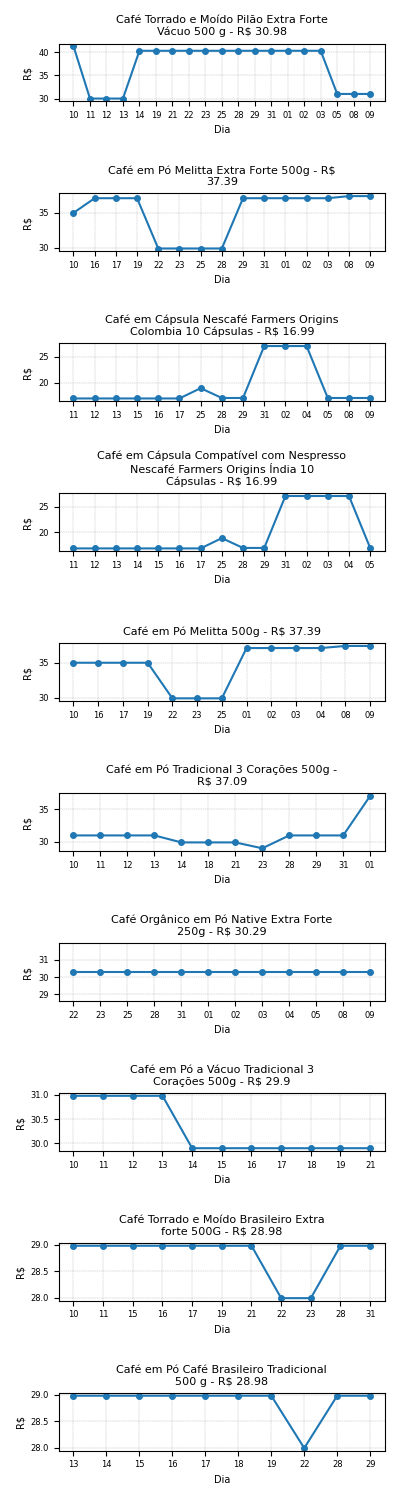 Café Torrado e Moído Pilão Extra Forte
Vácuo 500 g - R$ 30.98
40
35
30
R$
10 11 12 13 14 19 21 22 23 25 28 29 31 01 02 03 05 08 09
Dia
Café em Pó Melitta Extra Forte 500g - R$
37.39
35
30
R$
10 16 17 19 22 23 25 28 29 31 01 02 03 08 09
Dia
Café em Cápsula Nescafé Farmers Origins
Colombia 10 Cápsulas - R$ 16.99
25
20
R$
11 12 13 15 16 17 25 28 29 31 02 04 05 08 09
Dia
Café em Cápsula Compatível com Nespresso
Nescafé Farmers Origins Índia 10
Cápsulas - R$ 16.99
25
20
R$
11 12 13 15 16 17 25 28 29 31 02 03 04 05
Dia
Café em Pó Melitta 500g - R$ 37.39
35
30
R$
10 16 17 19 22 23 25 01 02 03 04 08 09
Dia
Café em Pó Tradicional 3 Corações 500g -
R$ 37.09
35
30
R$
10 11 12 13 14 18 21 23 28 29 31 01
Dia
Café Orgânico em Pó Native Extra Forte
250g - R$ 30.29
31
30
29
R$
22 23 25 28 31 01 02 03 04 05 08 09
Dia
Café em Pó a Vácuo Tradicional 3
Corações 500g - R$ 29.9
31.0
30.5
30.0
R$
10 11 12 13 14 15 16 17 18 19 21
Dia
Café Torrado e Moído Brasileiro Extra
forte 500G - R$ 28.98
29.0
28.5
28.0
R$
10 11 15 16 17 19 21 22 23 28 31
Dia
Café em Pó Café Brasileiro Tradicional
500 g - R$ 28.98
29.0
28.5
28.0
R$
13 14 15 16 17 18 19 22 28 29
Dia